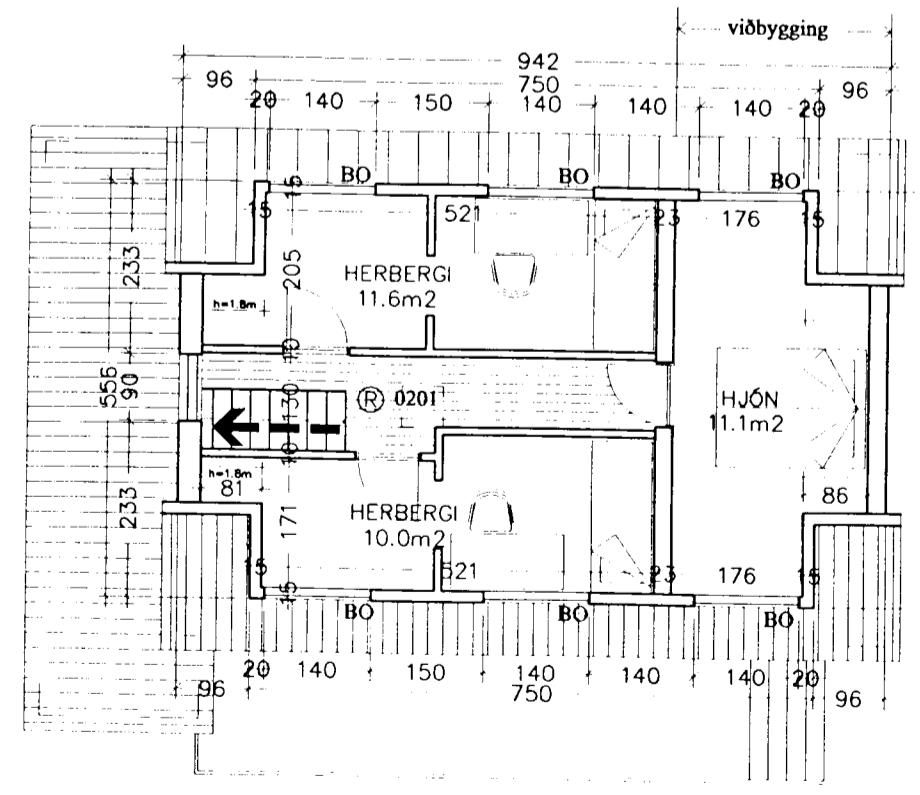 viðbygging
942
96 750 96
20 140 150 140 140 140 20
BO BO BO
15 15 521 23 176 15
233 205
HERBERGI
11.6m2
h=1.8m
10
556 90 130
R 0201
HJÓN
11.1m2
10
h=1.8m
81 86
233 171
HERBERGI
10.0m2
15 15 521 23 176 15
BO BO BO
20 140 150 140 140 140 20
96 750 96